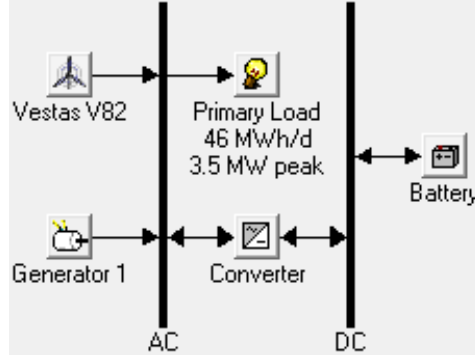 Vestas V82
Primary Load
46 MWh/d
3.5 MW peak
Battery
Generator 1
Converter
AC
DC